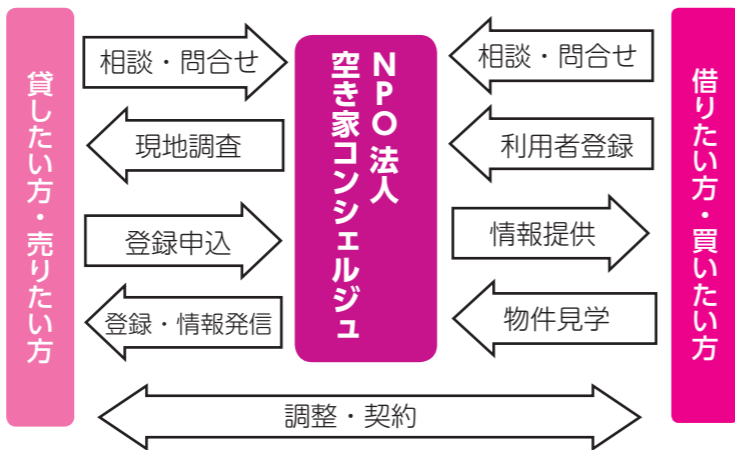 貸したい方・売りたい方
相談・問合せ
現地調査
登録申込
登録・情報発信
NPO法人
空き家コンシェルジュ
相談・問合せ
利用者登録
情報提供
物件見学
借りたい方・買いたい方
調整・契約